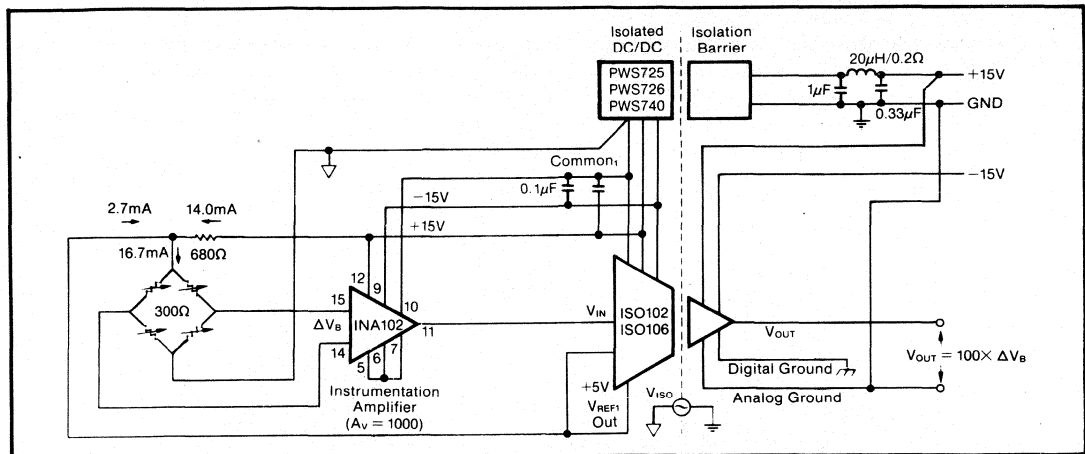 Isolated
DC/DC
Isolation
Barrier
PWS725
PWS726
PWS740
20μH/0.2Ω
+15V
1μF
GND
0.33μF
Common₁
0.1μF
−15V
−15V
2.7mA
14.0mA
+15V
16.7mA
680Ω
12
9
10
300Ω
15
ΔV_B
INA102
11
14
5
6
7
V_IN
ISO102
ISO106
V_OUT
V_OUT = 100× ΔV_B
Instrumentation
Amplifier
(A_V = 1000)
+5V
V_REF1
Out
V_ISO
Digital Ground
Analog Ground